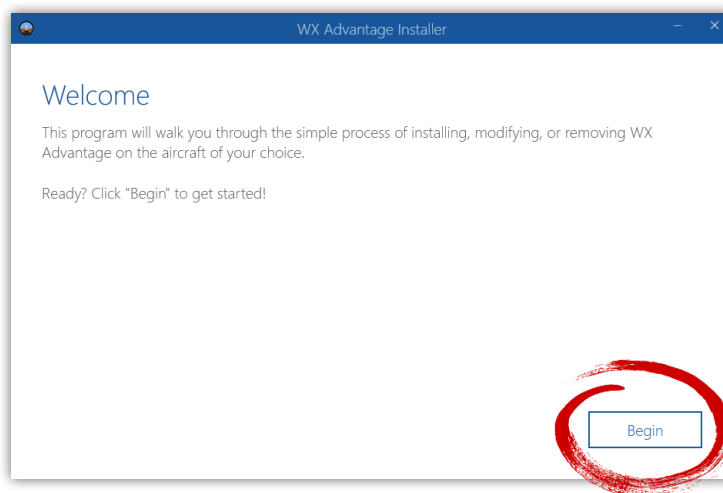 WX Advantage Installer
Welcome
This program will walk you through the simple process of installing, modifying, or removing WX
Advantage on the aircraft of your choice.
Ready? Click "Begin" to get started!
Begin